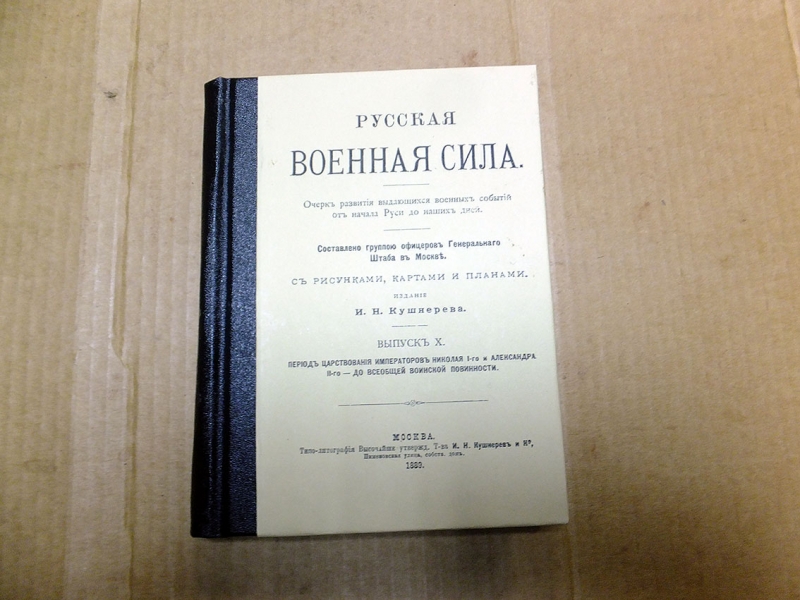 РУССКАЯ
ВОЕННАЯ СИЛА.
Очеркъ развитія выдающихся военныхъ событій
отъ начала Руси до нашихъ дней.
Составлено группою офицеровъ Генеральнаго
Штаба въ Москвѣ.
СЪ РИСУНКАМИ, КАРТАМИ И ПЛАНАМИ.
ИЗДАНІЕ
И. Н. Кушнерева.
ВЫПУСКЪ X.
ПЕРІОДЪ ЦАРСТВОВАНІЯ ИМПЕРАТОРОВЪ НИКОЛАЯ I-го и АЛЕКСАНДРА
II-го — ДО ВСЕОБЩЕЙ ВОИНСКОЙ ПОВИННОСТИ.
МОСКВА.
Типо-литографія Высочайше утвержд. Т-ва И. Н. Кушнерев и Кº,
Пименовская улица, собств. домъ.